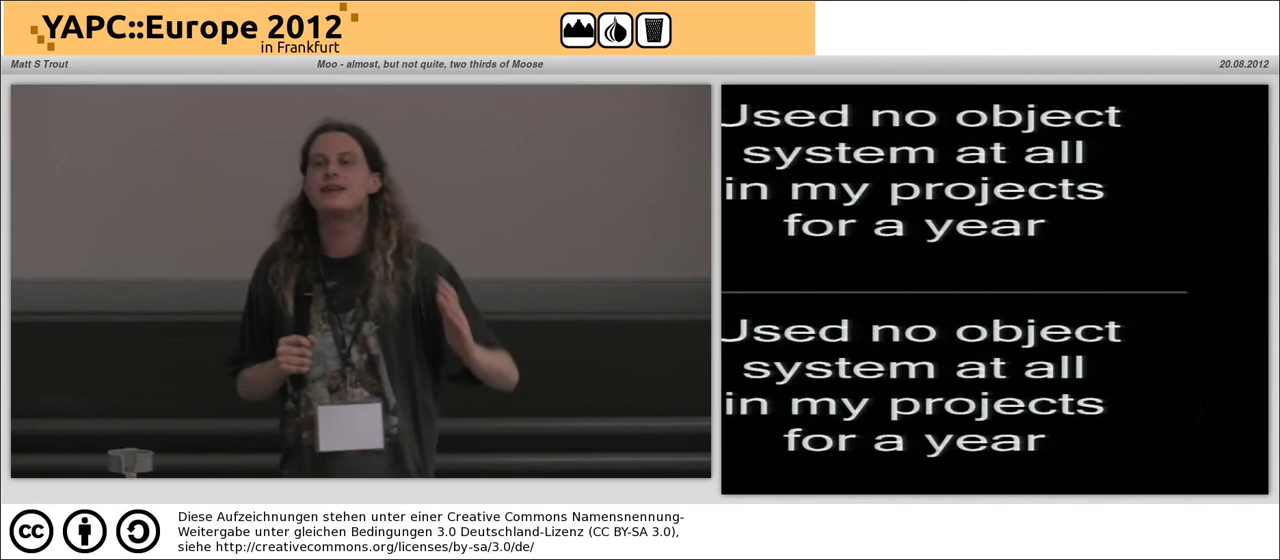 YAPC::Europe 2012
in Frankfurt
Matt S Trout
Moo - almost, but not quite, two thirds of Moose
20.08.2012
Used no object
system at all
in my projects
for a year
Used no object
system at all
in my projects
for a year
cc
Diese Aufzeichnungen stehen unter einer Creative Commons Namensnennung-
Weitergabe unter gleichen Bedingungen 3.0 Deutschland-Lizenz (CC BY-SA 3.0),
siehe http://creativecommons.org/licenses/by-sa/3.0/de/